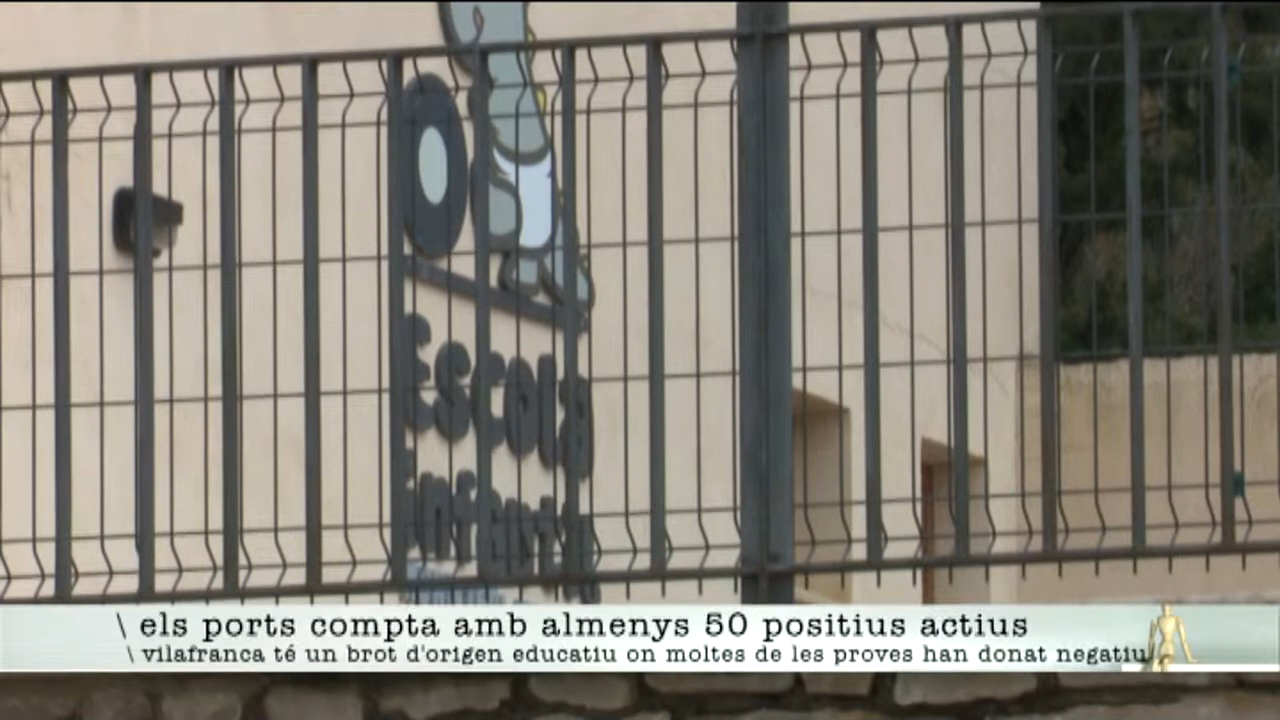 Escola
infantil
\ els ports compta amb almenys 50 positius actius
\ vilafranca té un brot d'origen educatiu on moltes de les proves han donat negatiu